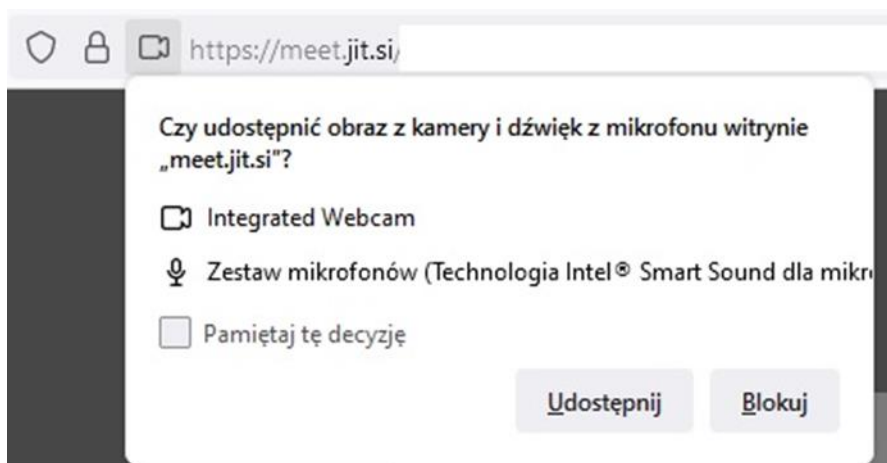 https://meet.jit.si/
Czy udostępnić obraz z kamery i dźwięk z mikrofonu witrynie
„meet.jit.si”?
Integrated Webcam
Zestaw mikrofonów (Technologia Intel® Smart Sound dla
Pamiętaj tę decyzję
Udostępnij Blokuj